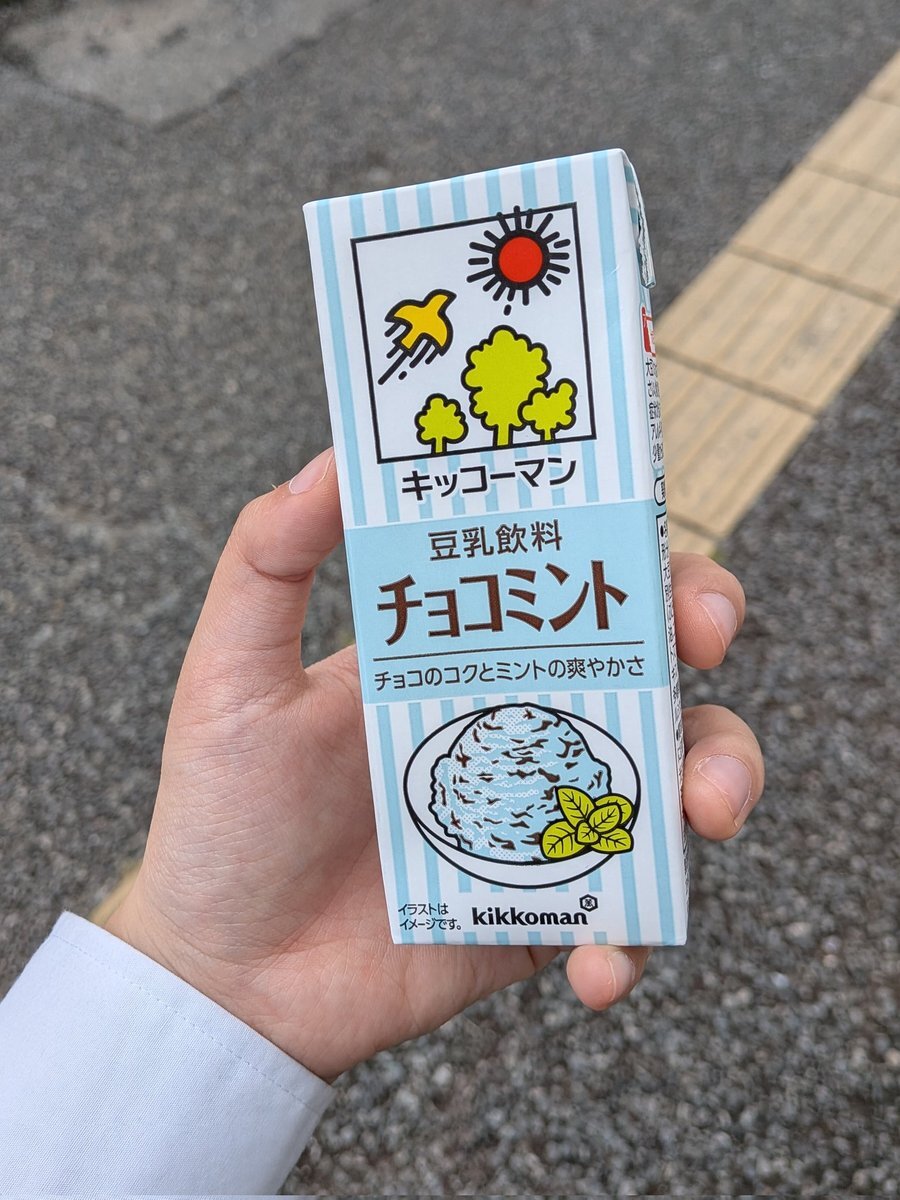 キッコーマン
豆乳飲料
チョコミント
チョコのコクとミントの爽やかさ
イラストは
イメージです。
kikkoman